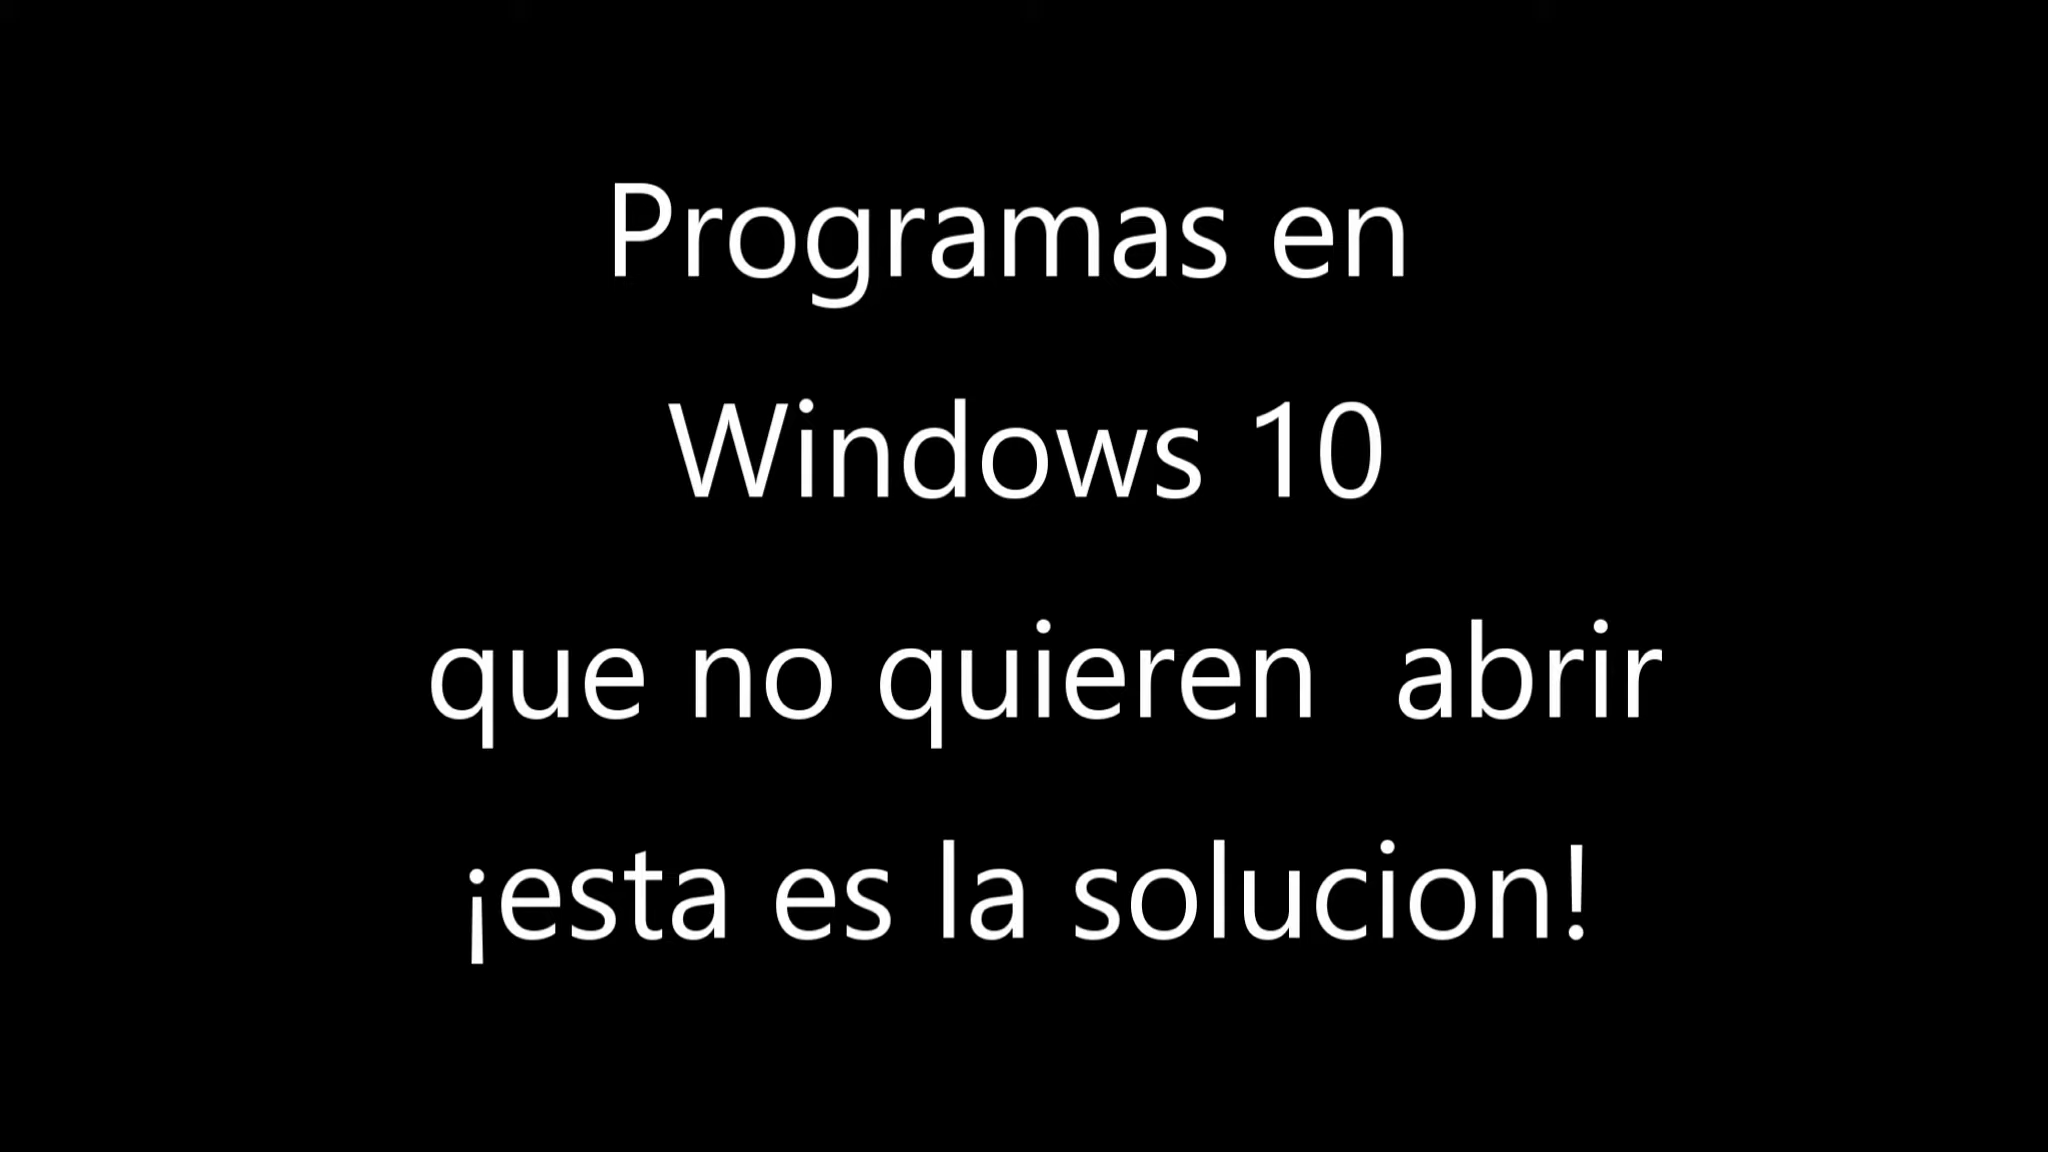 Programas en
Windows 10
que no quieren  abrir
¡esta es la solucion!